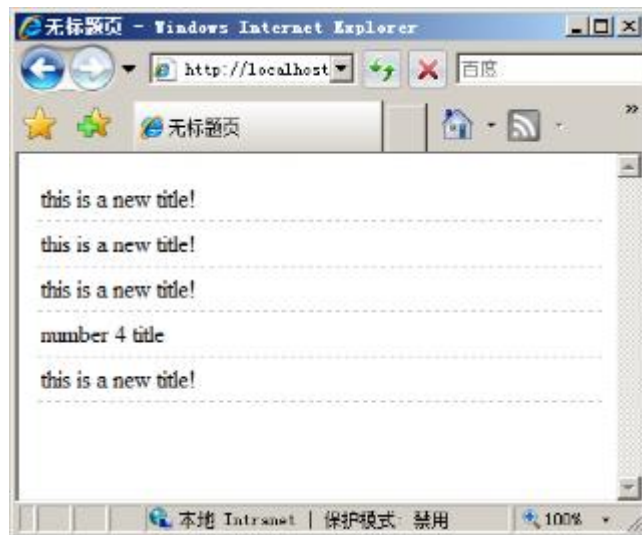 无标题页 - Windows Internet Explorer
http://localhost
百度
无标题页
this is a new title!
this is a new title!
this is a new title!
number 4 title
this is a new title!
本地 Intranet | 保护模式: 禁用
100%